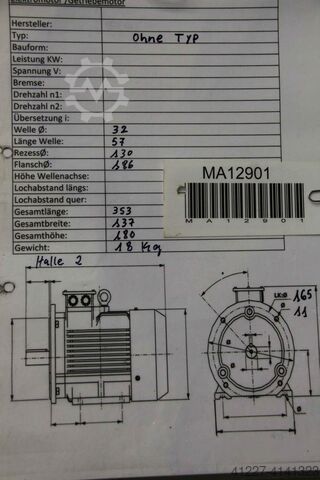 Elektromotor /Getriebemotor
Hersteller:
Typ: Ohne TYP
Bauform:
Leistung KW:
Spannung V:
Bremse:
Drehzahl n1:
Drehzahl n2:
Übersetzung i:
Welle Ø: 32
Länge Welle: 57
RezessØ: 130
FlanschØ: 186
Höhe Wellenachse:
Lochabstand längs:
Lochabstand quer:
Gesamtlänge: 353
Gesamtbreite: 137
Gesamthöhe: 180
Gewicht: 18 Kg
MA12901
MA12901
Halle 2
LK:Ø 165
Ø 11
Ø
Ø